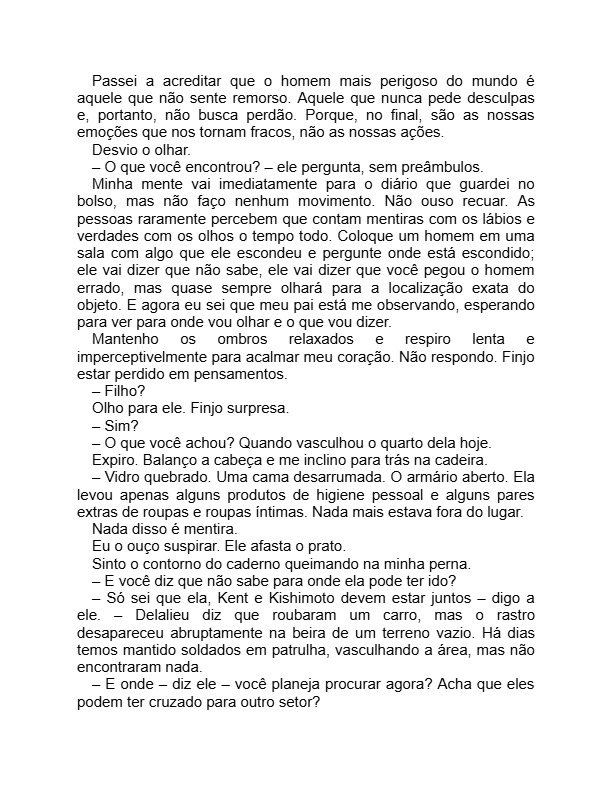 Passei a acreditar que o homem mais perigoso do mundo é
aquele que não sente remorso. Aquele que nunca pede desculpas
e, portanto, não busca perdão. Porque, no final, são as nossas
emoções que nos tornam fracos, não as nossas ações.
Desvio o olhar.
– O que você encontrou? – ele pergunta, sem preâmbulos.
Minha mente vai imediatamente para o diário que guardei no
bolso, mas não faço nenhum movimento. Não ouso recuar. As
pessoas raramente percebem que contam mentiras com os lábios e
verdades com os olhos o tempo todo. Coloque um homem em uma
sala com algo que ele escondeu e pergunte onde está escondido;
ele vai dizer que não sabe, ele vai dizer que você pegou o homem
errado, mas quase sempre olhará para a localização exata do
objeto. E agora eu sei que meu pai está me observando, esperando
para ver para onde vou olhar e o que vou dizer.
Mantenho os ombros relaxados e respiro lenta e
imperceptivelmente para acalmar meu coração. Não respondo. Finjo
estar perdido em pensamentos.
– Filho?
Olho para ele. Finjo surpresa.
– Sim?
– O que você achou? Quando vasculhou o quarto dela hoje.
Expiro. Balanço a cabeça e me inclino para trás na cadeira.
– Vidro quebrado. Uma cama desarrumada. O armário aberto. Ela
levou apenas alguns produtos de higiene pessoal e alguns pares
extras de roupas e roupas íntimas. Nada mais estava fora do lugar.
Nada disso é mentira.
Eu o ouço suspirar. Ele afasta o prato.
Sinto o contorno do caderno queimando na minha perna.
– E você diz que não sabe para onde ela pode ter ido?
– Só sei que ela, Kent e Kishimoto devem estar juntos – digo a
ele. – Delalieu diz que roubaram um carro, mas o rastro
desapareceu abruptamente na beira de um terreno vazio. Há dias
temos mantido soldados em patrulha, vasculhando a área, mas não
encontraram nada.
– E onde – diz ele – você planeja procurar agora? Acha que eles
podem ter cruzado para outro setor?